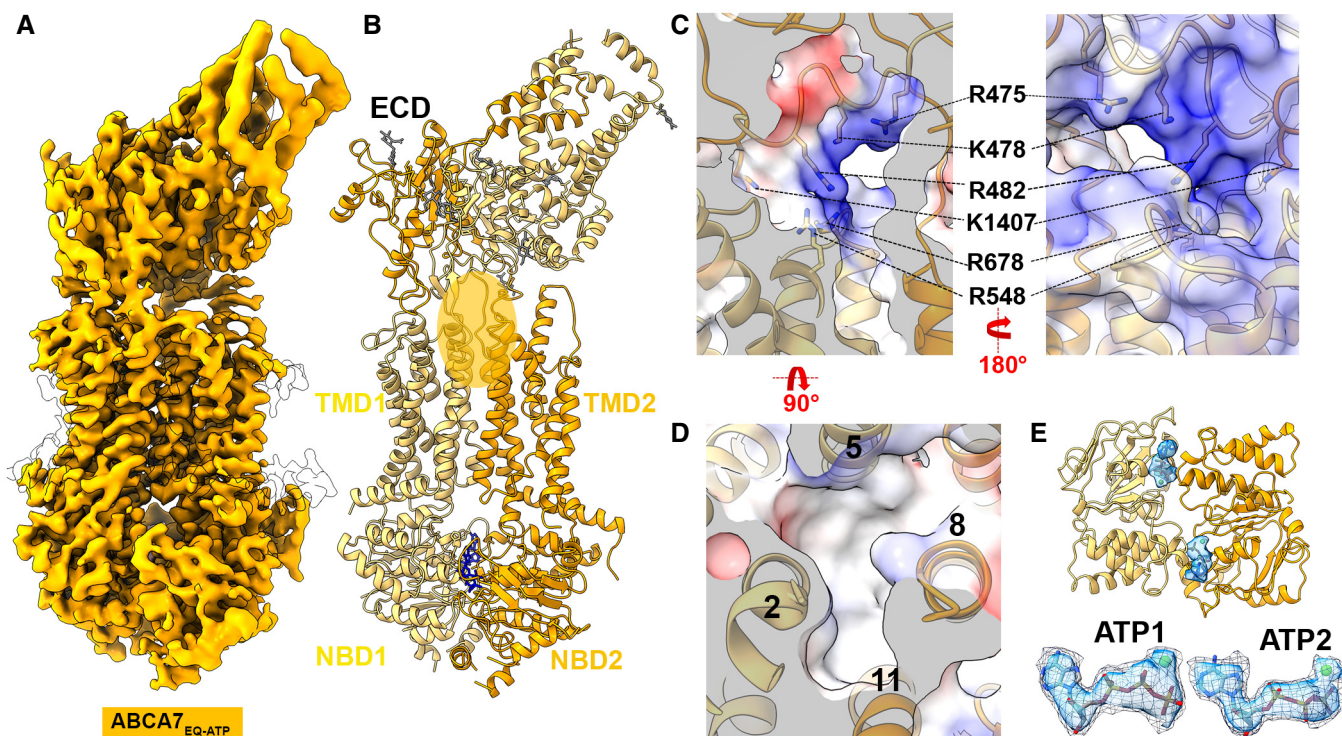 A
B
C
ECD
R475
K478
R482
K1407
R678
R548
180°
90°
TMD1
TMD2
D
E
5
8
2
11
NBD1
NBD2
ATP1
ATP2
ABCA7EQ-ATP